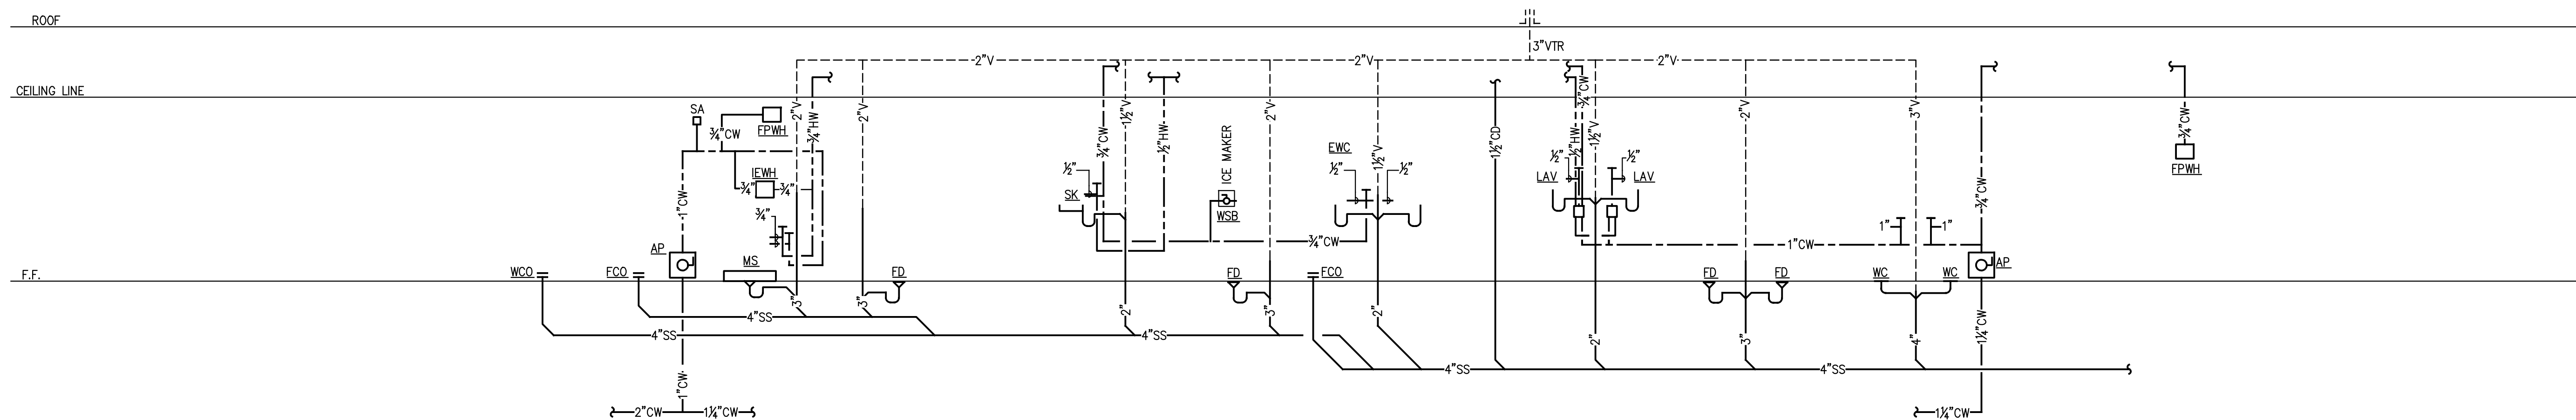 ROOF
3"VTR
2"V
2"V
2"V
CEILING LINE
SA
FPWH
¾"CW
2"V
¾"HW
2"V
¾"CW
1½"V
½"HW
2"V
1½"V
1½"CD
½"HW
¾"CW
1½"V
2"V
3"V
¾"CW
¾"CW
FPWH
ICE MAKER
EWC
IEWH
¾"
¾"
1"CW
½"
SK
WSB
½"
½"
½"
LAV
½"
LAV
¾"
1"
1"
AP
¾"CW
1"CW
F.F.
WCO
FCO
MS
FD
FD
FCO
FD
FD
WC
WC
AP
3"
3"
2"
3"
2"
2"
3"
4"
1¼"CW
4"SS
4"SS
4"SS
4"SS
4"SS
1"CW
2"CW
1¼"CW
1¼"CW